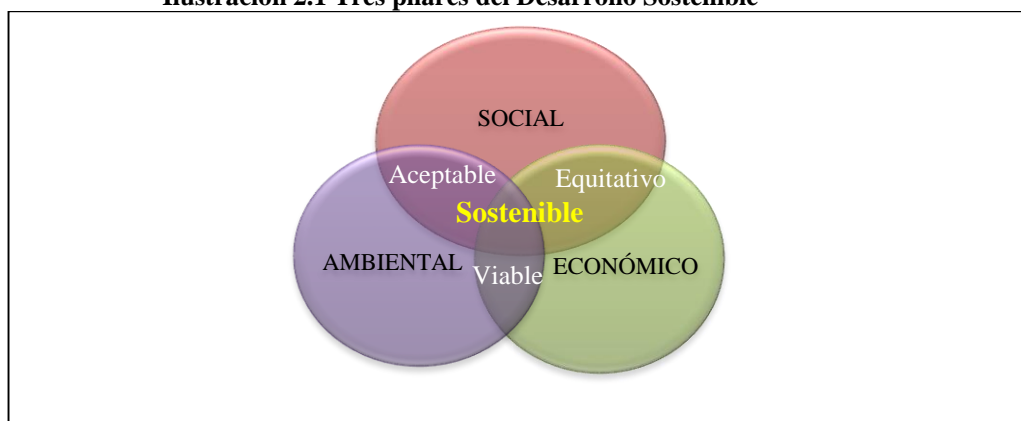 Ilustración 2.1 Tres pilares del Desarrollo Sostenible
SOCIAL
Aceptable
Equitativo
Sostenible
AMBIENTAL
Viable
ECONÓMICO